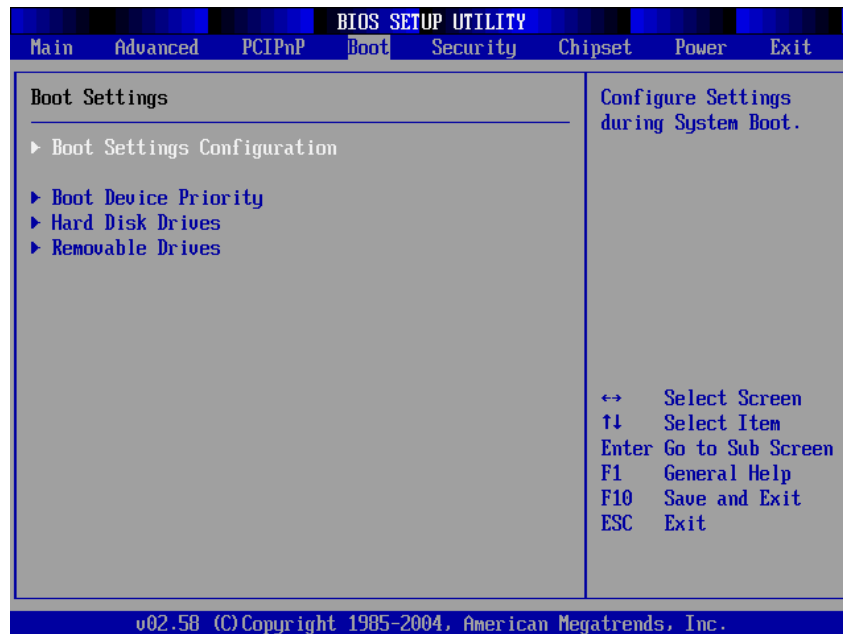 BIOS SETUP UTILITY
Main Advanced PCIPnP Boot Security Chipset Power Exit
Boot Settings
▶ Boot Settings Configuration
▶ Boot Device Priority
▶ Hard Disk Drives
▶ Removable Drives
Configure Settings
during System Boot.
↔ Select Screen
↑↓ Select Item
Enter Go to Sub Screen
F1 General Help
F10 Save and Exit
ESC Exit
v02.58 (C)Copyright 1985-2004, American Megatrends, Inc.